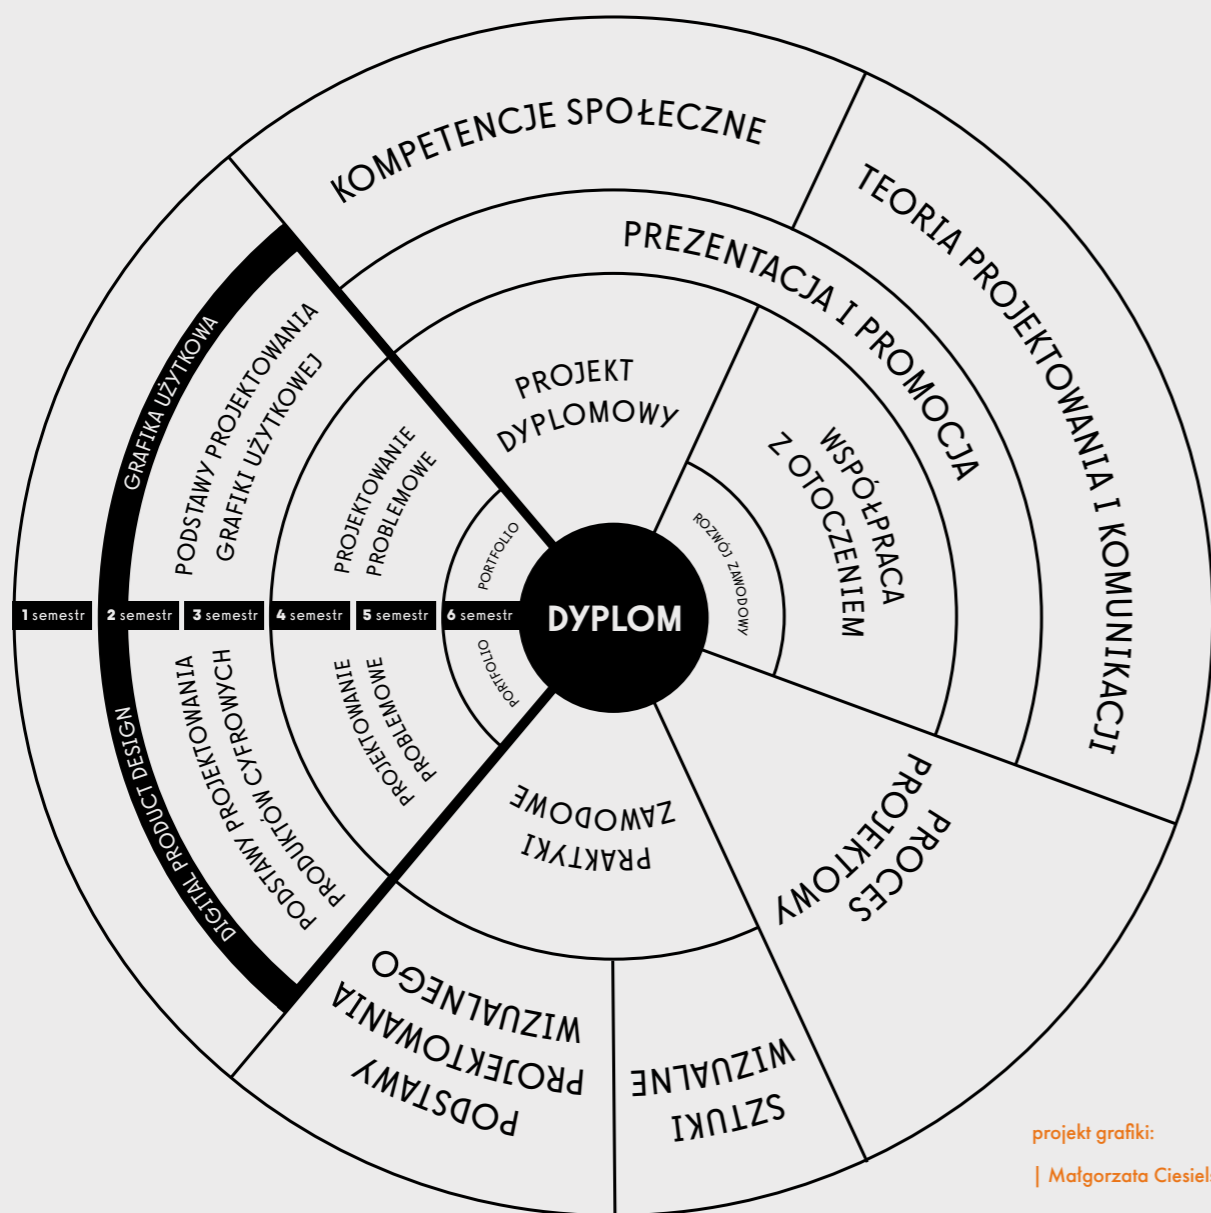 KOMPETENCJE SPOŁECZNE
TEORIA PROJEKTOWANIA I KOMUNIKACJI
PREZENTACJA I PROMOCJA
PROJEKT
DYPLOMOWY
WSPÓŁPRACA
Z OTOCZENIEM
ROZWÓJ ZAWODOWY
GRAFIKA UŻYTKOWA
PODSTAWY PROJEKTOWANIA
GRAFIKI UŻYTKOWEJ
PROJEKTOWANIE
PROBLEMOWE
PORTFOLIO
1 semestr
2 semestr
3 semestr
4 semestr
5 semestr
6 semestr
DYPLOM
DIGITAL PRODUCT DESIGN
PODSTAWY PROJEKTOWANIA
PRODUKTÓW CYFROWYCH
PROJEKTOWANIE
PROBLEMOWE
PORTFOLIO
PRAKTYKI
ZAWODOWE
PROCES
PROJEKTOWY
PODSTAWY
PROJEKTOWANIA
WIZUALNEGO
SZTUKI
WIZUALNE
projekt grafiki:
| Małgorzata